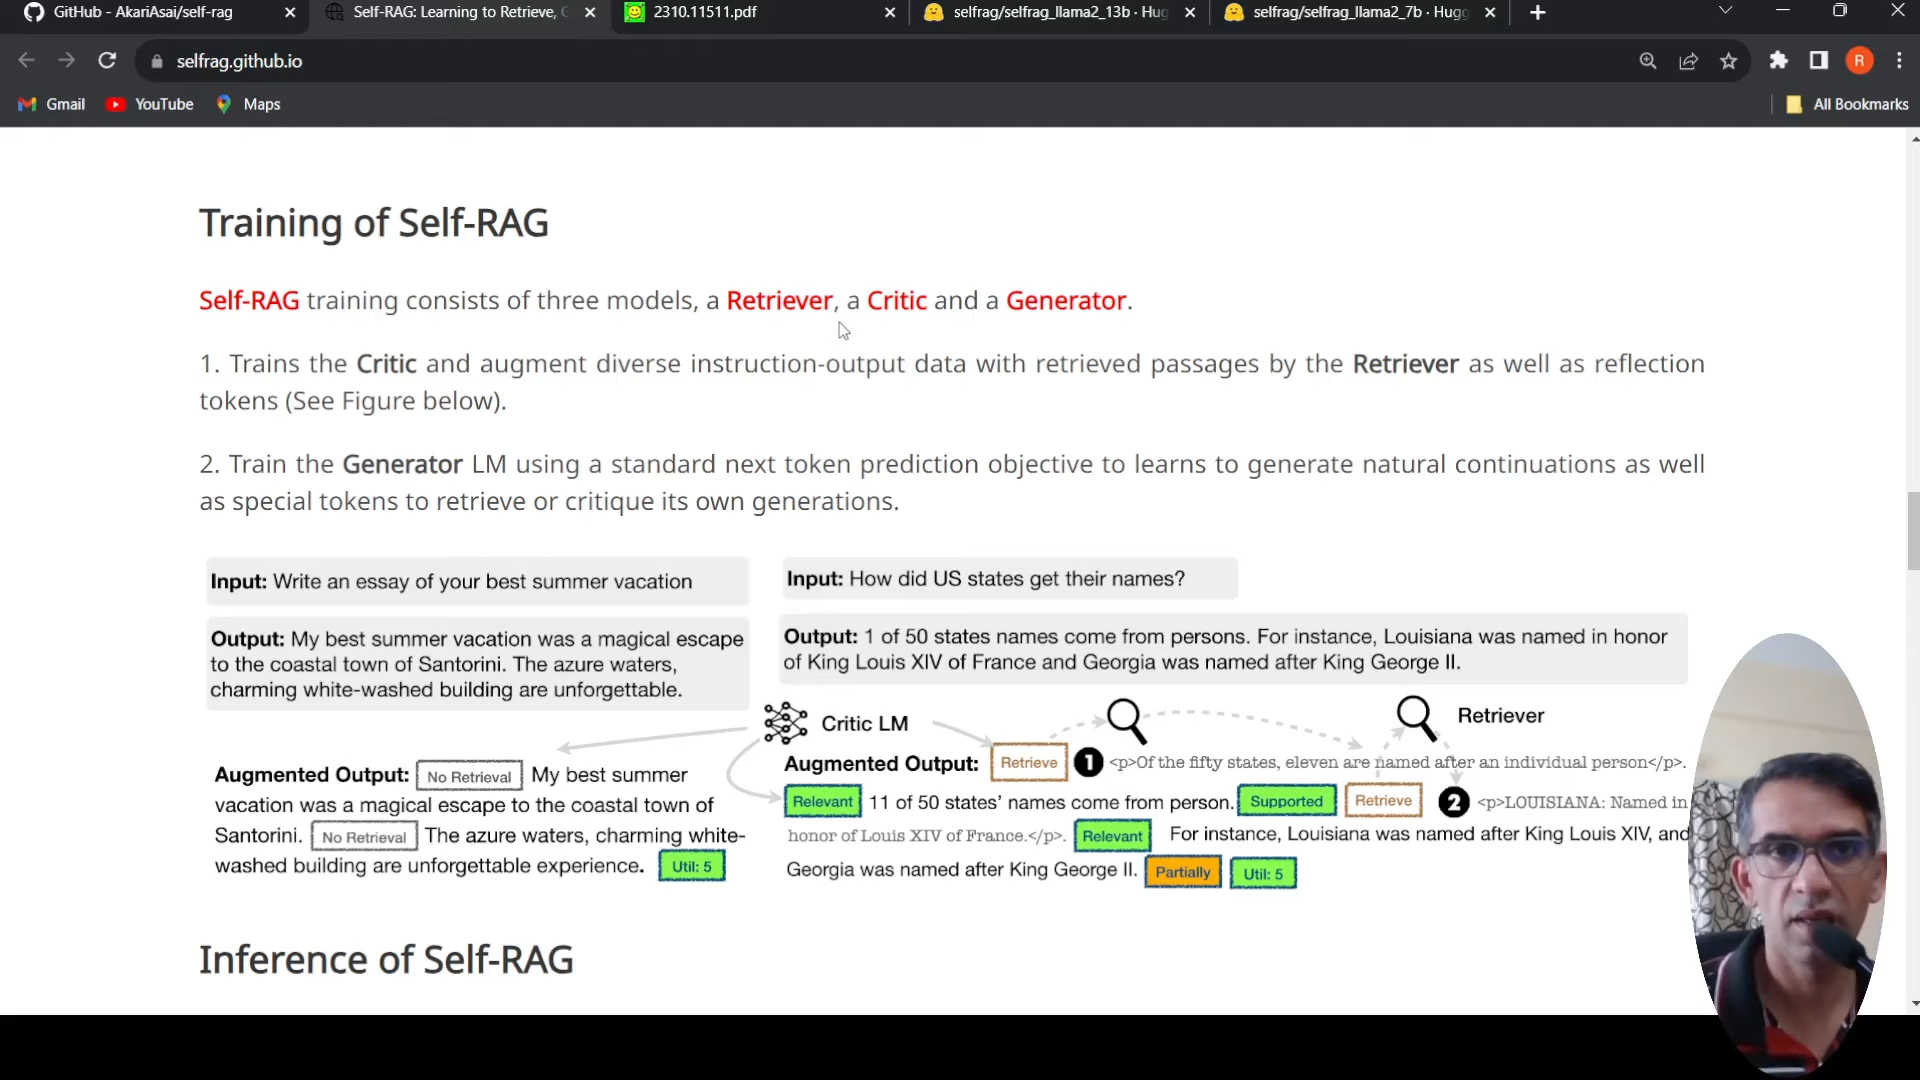 GitHub - AkariAsai/self-rag
Self-RAG: Learning to Retrieve, C
2310.11511.pdf
selfrag/selfrag_llama2_13b · Hug
selfrag/selfrag_llama2_7b · Hugg
selfrag.github.io
R
Gmail
YouTube
Maps
All Bookmarks
Training of Self-RAG
Self-RAG training consists of three models, a Retriever, a Critic and a Generator.
1. Trains the Critic and augment diverse instruction-output data with retrieved passages by the Retriever as well as reflection
tokens (See Figure below).
2. Train the Generator LM using a standard next token prediction objective to learns to generate natural continuations as well
as special tokens to retrieve or critique its own generations.
Input: Write an essay of your best summer vacation
Output: My best summer vacation was a magical escape
to the coastal town of Santorini. The azure waters,
charming white-washed building are unforgettable.
Input: How did US states get their names?
Output: 1 of 50 states names come from persons. For instance, Louisiana was named in honor
of King Louis XIV of France and Georgia was named after King George II.
Critic LM
Retriever
Augmented Output: No Retrieval My best summer
vacation was a magical escape to the coastal town of
Santorini. No Retrieval The azure waters, charming white-
washed building are unforgettable experience. Util: 5
Augmented Output: Retrieve 1 <p>Of the fifty states, eleven are named after an individual person</p>.
Relevant 11 of 50 states' names come from person. Supported Retrieve 2 <p>LOUISIANA: Named in
honor of Louis XIV of France.</p>. Relevant For instance, Louisiana was named after King Louis XIV, and
Georgia was named after King George II. Partially Util: 5
Inference of Self-RAG